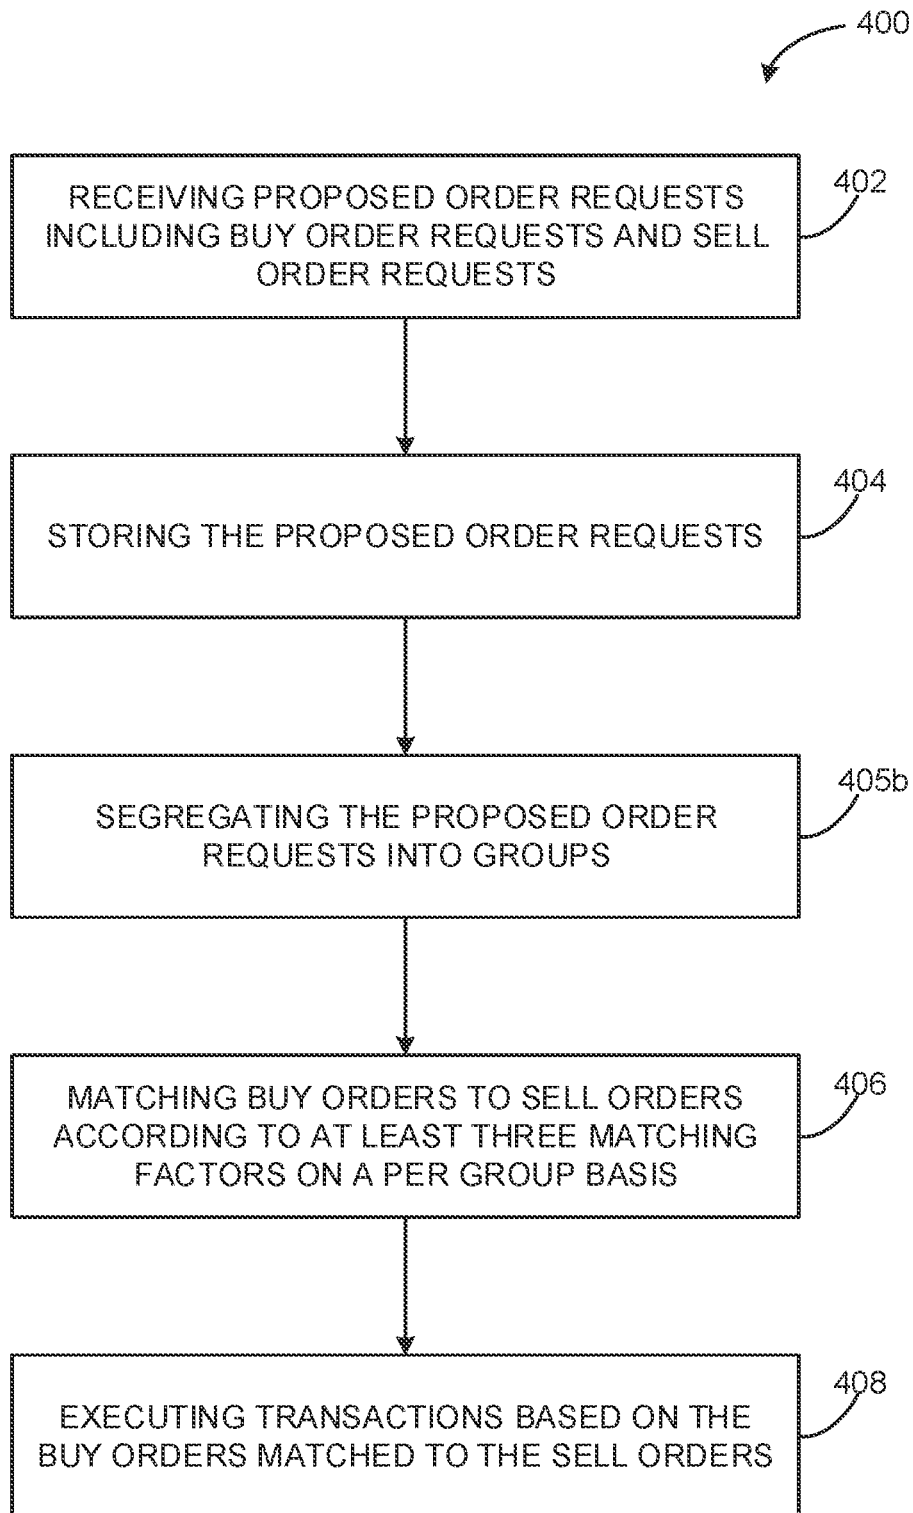 400
RECEIVING PROPOSED ORDER REQUESTS
INCLUDING BUY ORDER REQUESTS AND SELL
ORDER REQUESTS
402
STORING THE PROPOSED ORDER REQUESTS
404
SEGREGATING THE PROPOSED ORDER
REQUESTS INTO GROUPS
405b
MATCHING BUY ORDERS TO SELL ORDERS
ACCORDING TO AT LEAST THREE MATCHING
FACTORS ON A PER GROUP BASIS
406
EXECUTING TRANSACTIONS BASED ON THE
BUY ORDERS MATCHED TO THE SELL ORDERS
408